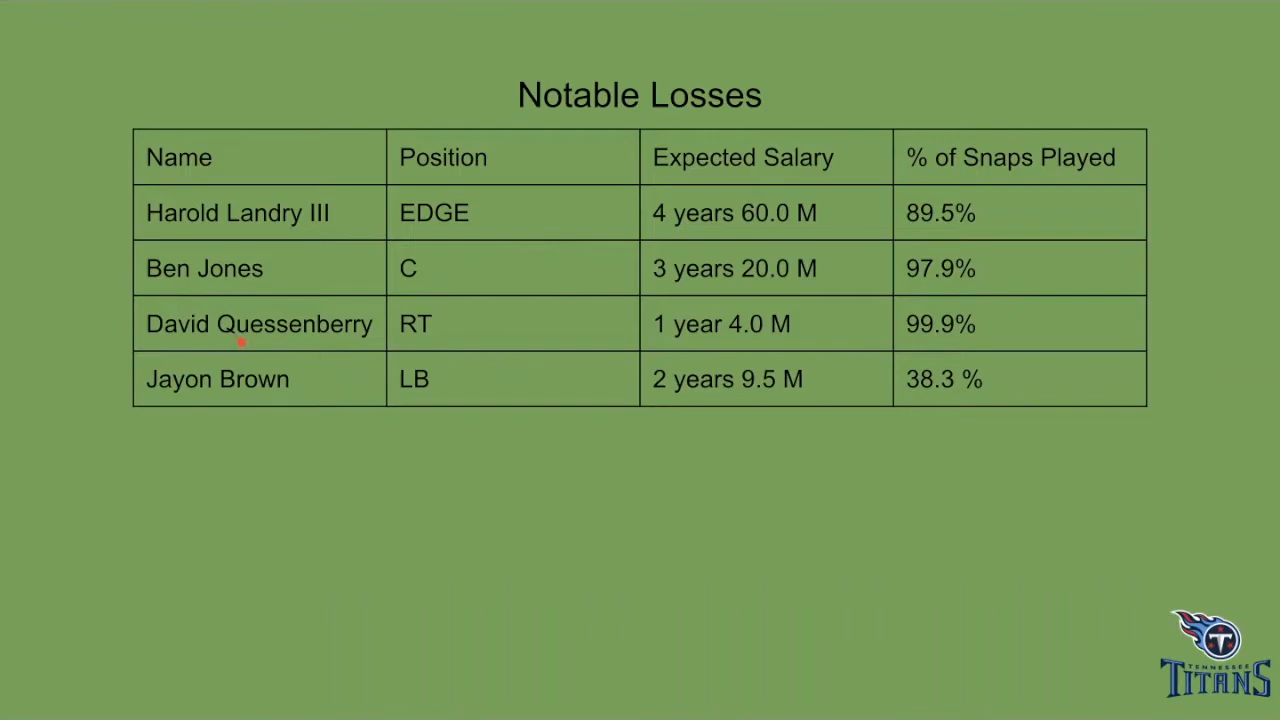 Notable Losses
Name Position Expected Salary % of Snaps Played
Harold Landry III EDGE 4 years 60.0 M 89.5%
Ben Jones C 3 years 20.0 M 97.9%
David Quessenberry RT 1 year 4.0 M 99.9%
Jayon Brown LB 2 years 9.5 M 38.3 %
T
TENNESSEE
TITANS